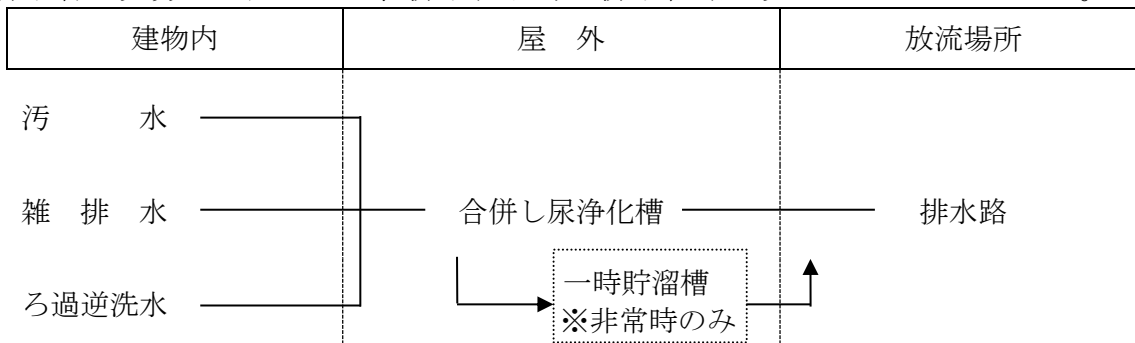 建物内 屋 外 放流場所
汚 水
雑 排 水 合併し尿浄化槽 排水路
ろ過逆洗水 一時貯溜槽
※非常時のみ